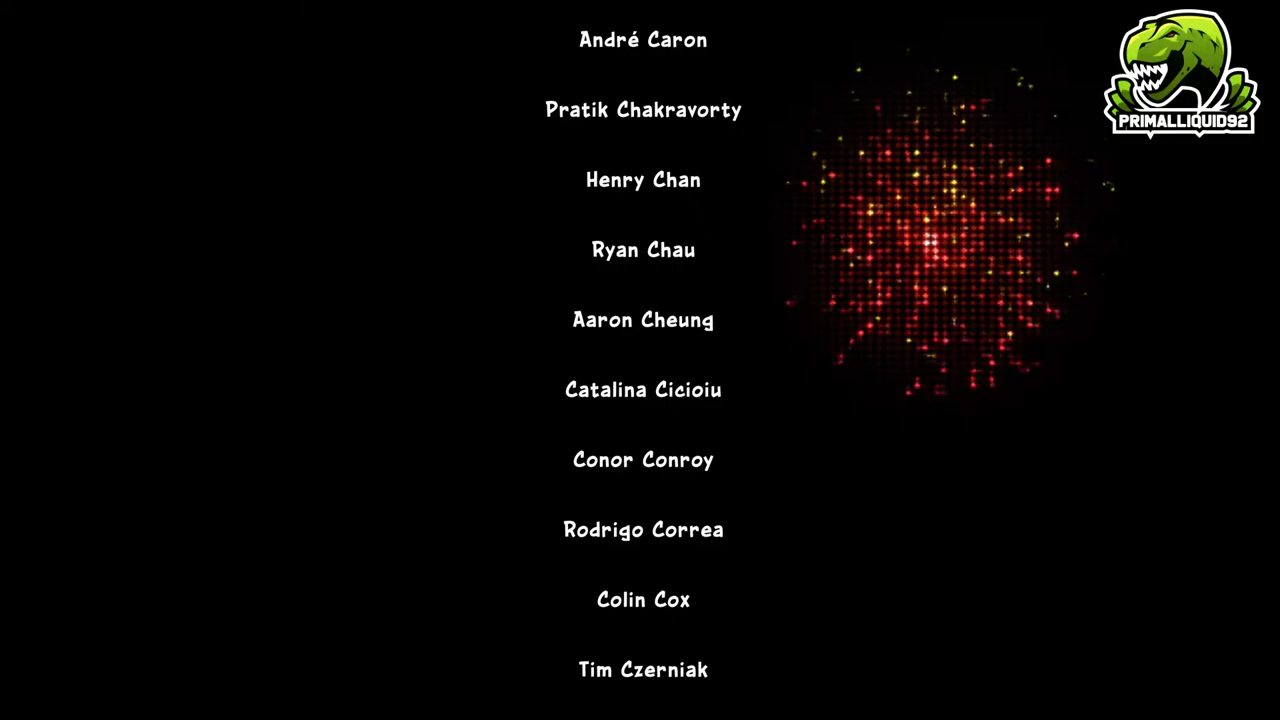 André Caron
Pratik Chakravorty
Henry Chan
Ryan Chau
Aaron Cheung
Catalina Cicioiu
Conor Conroy
Rodrigo Correa
Colin Cox
Tim Czerniak
PRIMALLIQUID92